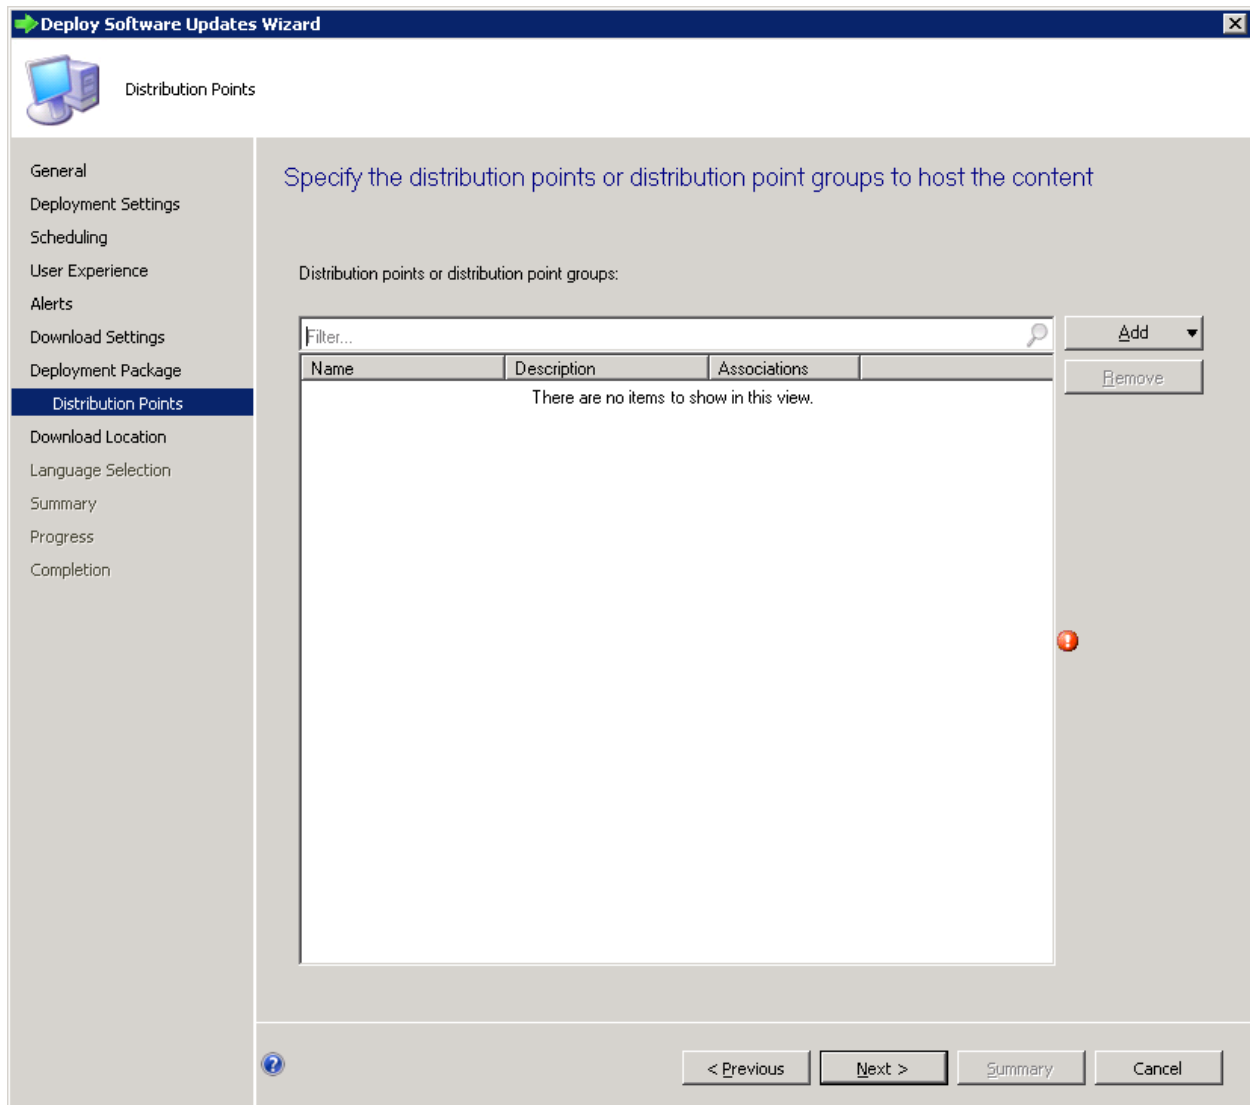 Deploy Software Updates Wizard
Distribution Points
General
Deployment Settings
Scheduling
User Experience
Alerts
Download Settings
Deployment Package
Distribution Points
Download Location
Language Selection
Summary
Progress
Completion
Specify the distribution points or distribution point groups to host the content
Distribution points or distribution point groups:
Filter...
Add
Remove
Name Description Associations
There are no items to show in this view.
< Previous Next > Summary Cancel